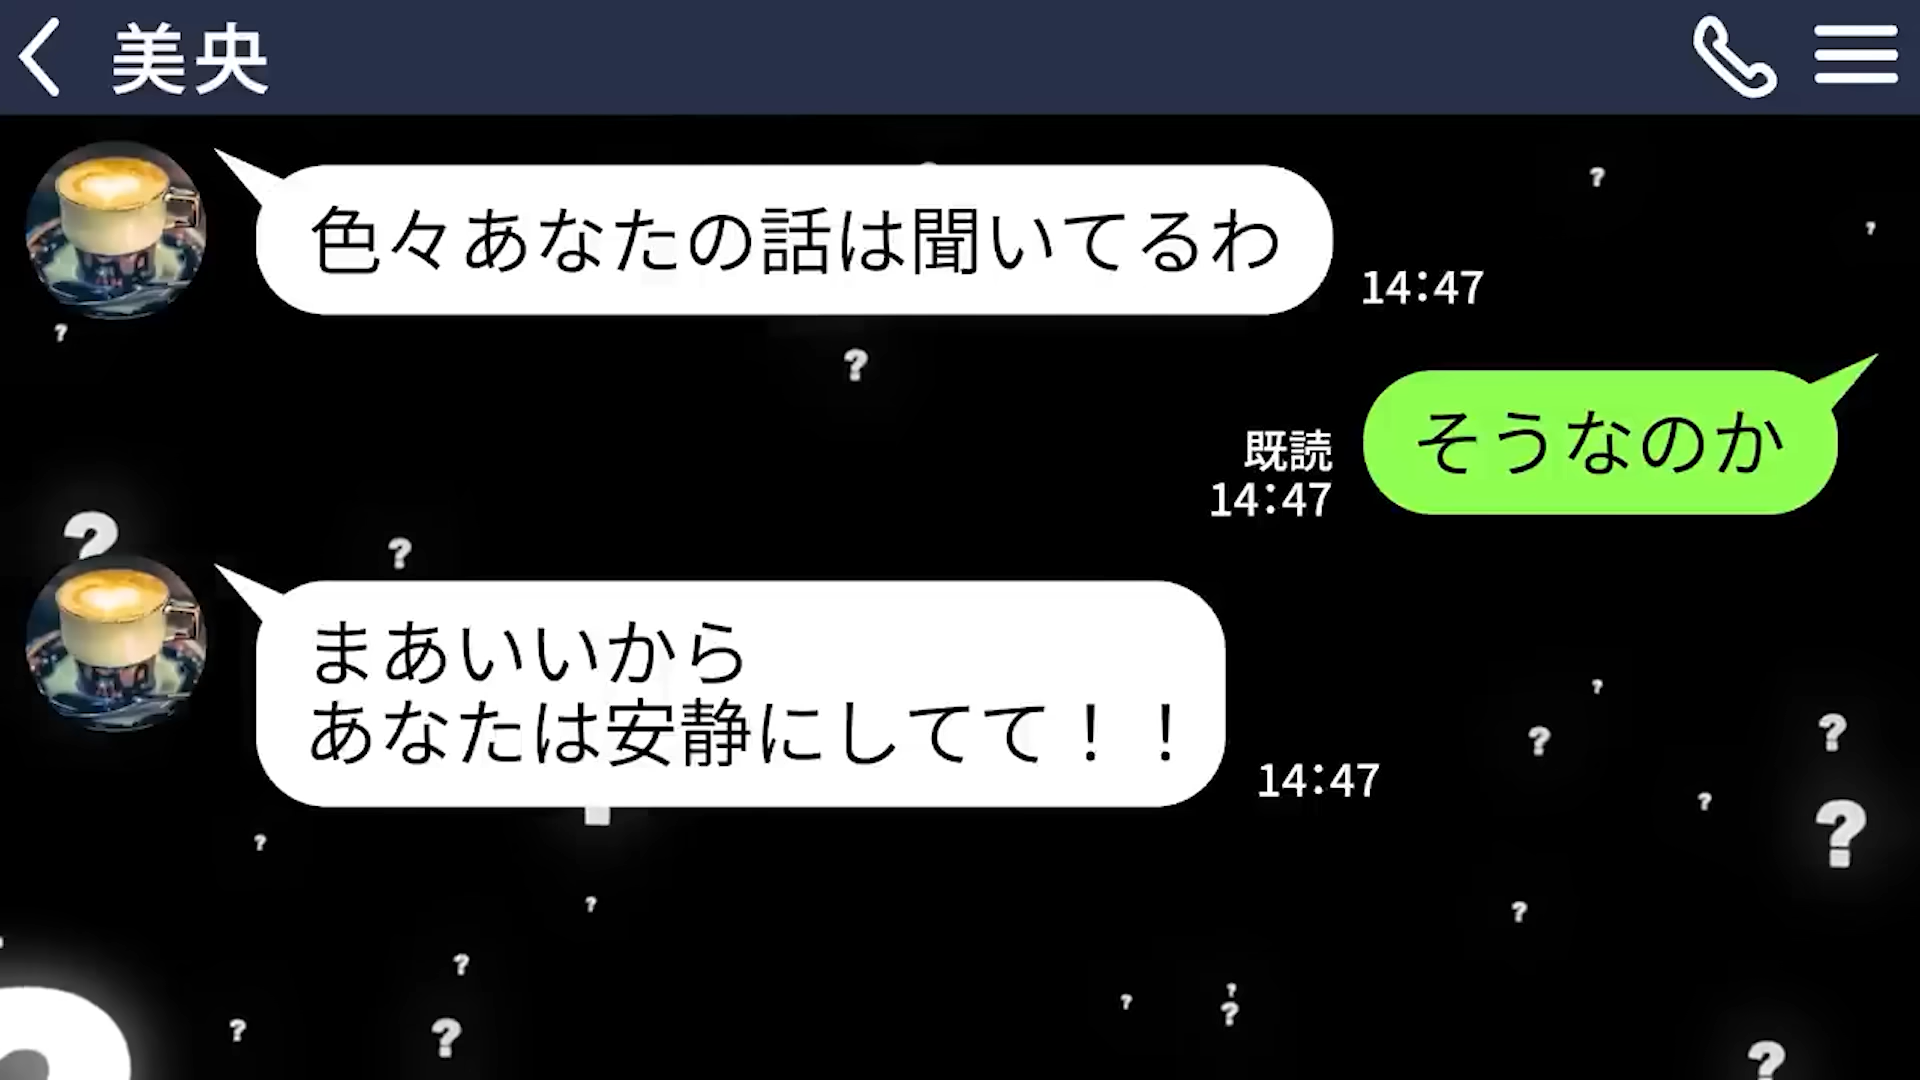 美央
色々あなたの話は聞いてるわ
14:47
そうなのか
既読
14:47
まあいいから
あなたは安静にしてて！！
14:47